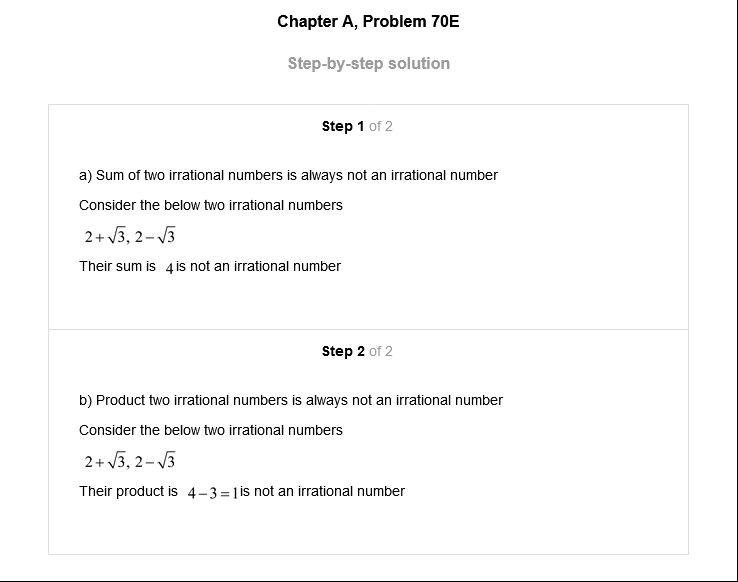 Chapter A, Problem 70E
Step-by-step solution
Step 1 of 2
a) Sum of two irrational numbers is always not an irrational number
Consider the below two irrational numbers
2+√3, 2−√3
Their sum is 4 is not an irrational number
Step 2 of 2
b) Product two irrational numbers is always not an irrational number
Consider the below two irrational numbers
2+√3, 2−√3
Their product is 4−3=1 is not an irrational number